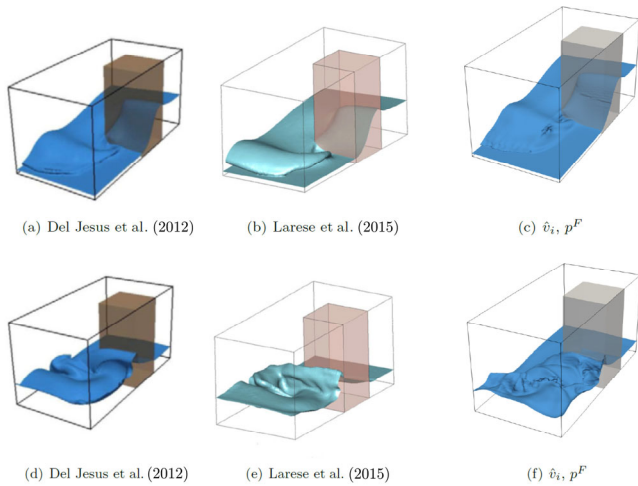 (a) Del Jesus et al. (2012)
(b) Larese et al. (2015)
(c) v̂ᵢ, pᶠ
(d) Del Jesus et al. (2012)
(e) Larese et al. (2015)
(f) v̂ᵢ, pᶠ